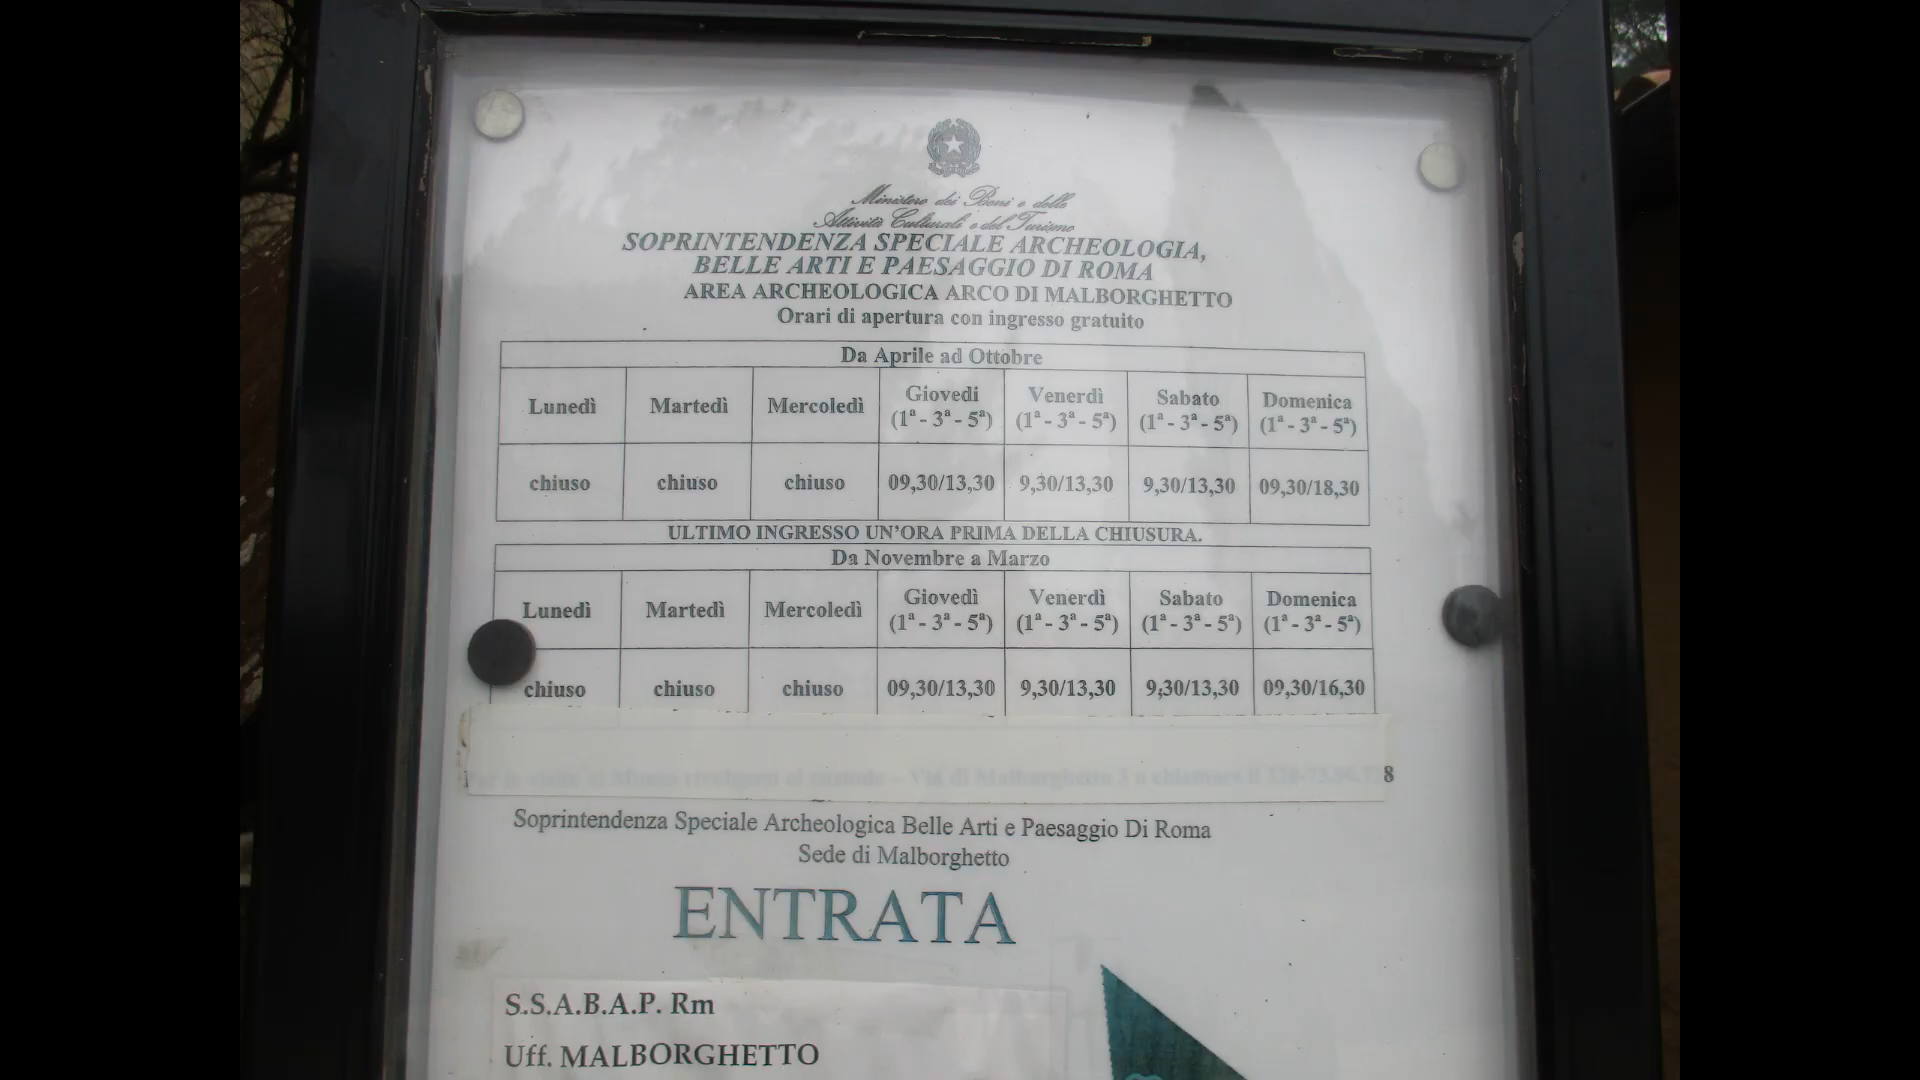 Ministero dei Beni e delle
Attività Culturali e del Turismo
SOPRINTENDENZA SPECIALE ARCHEOLOGIA,
BELLE ARTI E PAESAGGIO DI ROMA
AREA ARCHEOLOGICA ARCO DI MALBORGHETTO
Orari di apertura con ingresso gratuito
Da Aprile ad Ottobre
Lunedì Martedì Mercoledì Giovedì (1ª - 3ª - 5ª) Venerdì (1ª - 3ª - 5ª) Sabato (1ª - 3ª - 5ª) Domenica (1ª - 3ª - 5ª)
chiuso chiuso chiuso 09,30/13,30 9,30/13,30 9,30/13,30 09,30/18,30
ULTIMO INGRESSO UN'ORA PRIMA DELLA CHIUSURA.
Da Novembre a Marzo
Lunedì Martedì Mercoledì Giovedì (1ª - 3ª - 5ª) Venerdì (1ª - 3ª - 5ª) Sabato (1ª - 3ª - 5ª) Domenica (1ª - 3ª - 5ª)
chiuso chiuso chiuso 09,30/13,30 9,30/13,30 9,30/13,30 09,30/16,30
8
Soprintendenza Speciale Archeologica Belle Arti e Paesaggio Di Roma
Sede di Malborghetto
ENTRATA
S.S.A.B.A.P. Rm
Uff. MALBORGHETTO